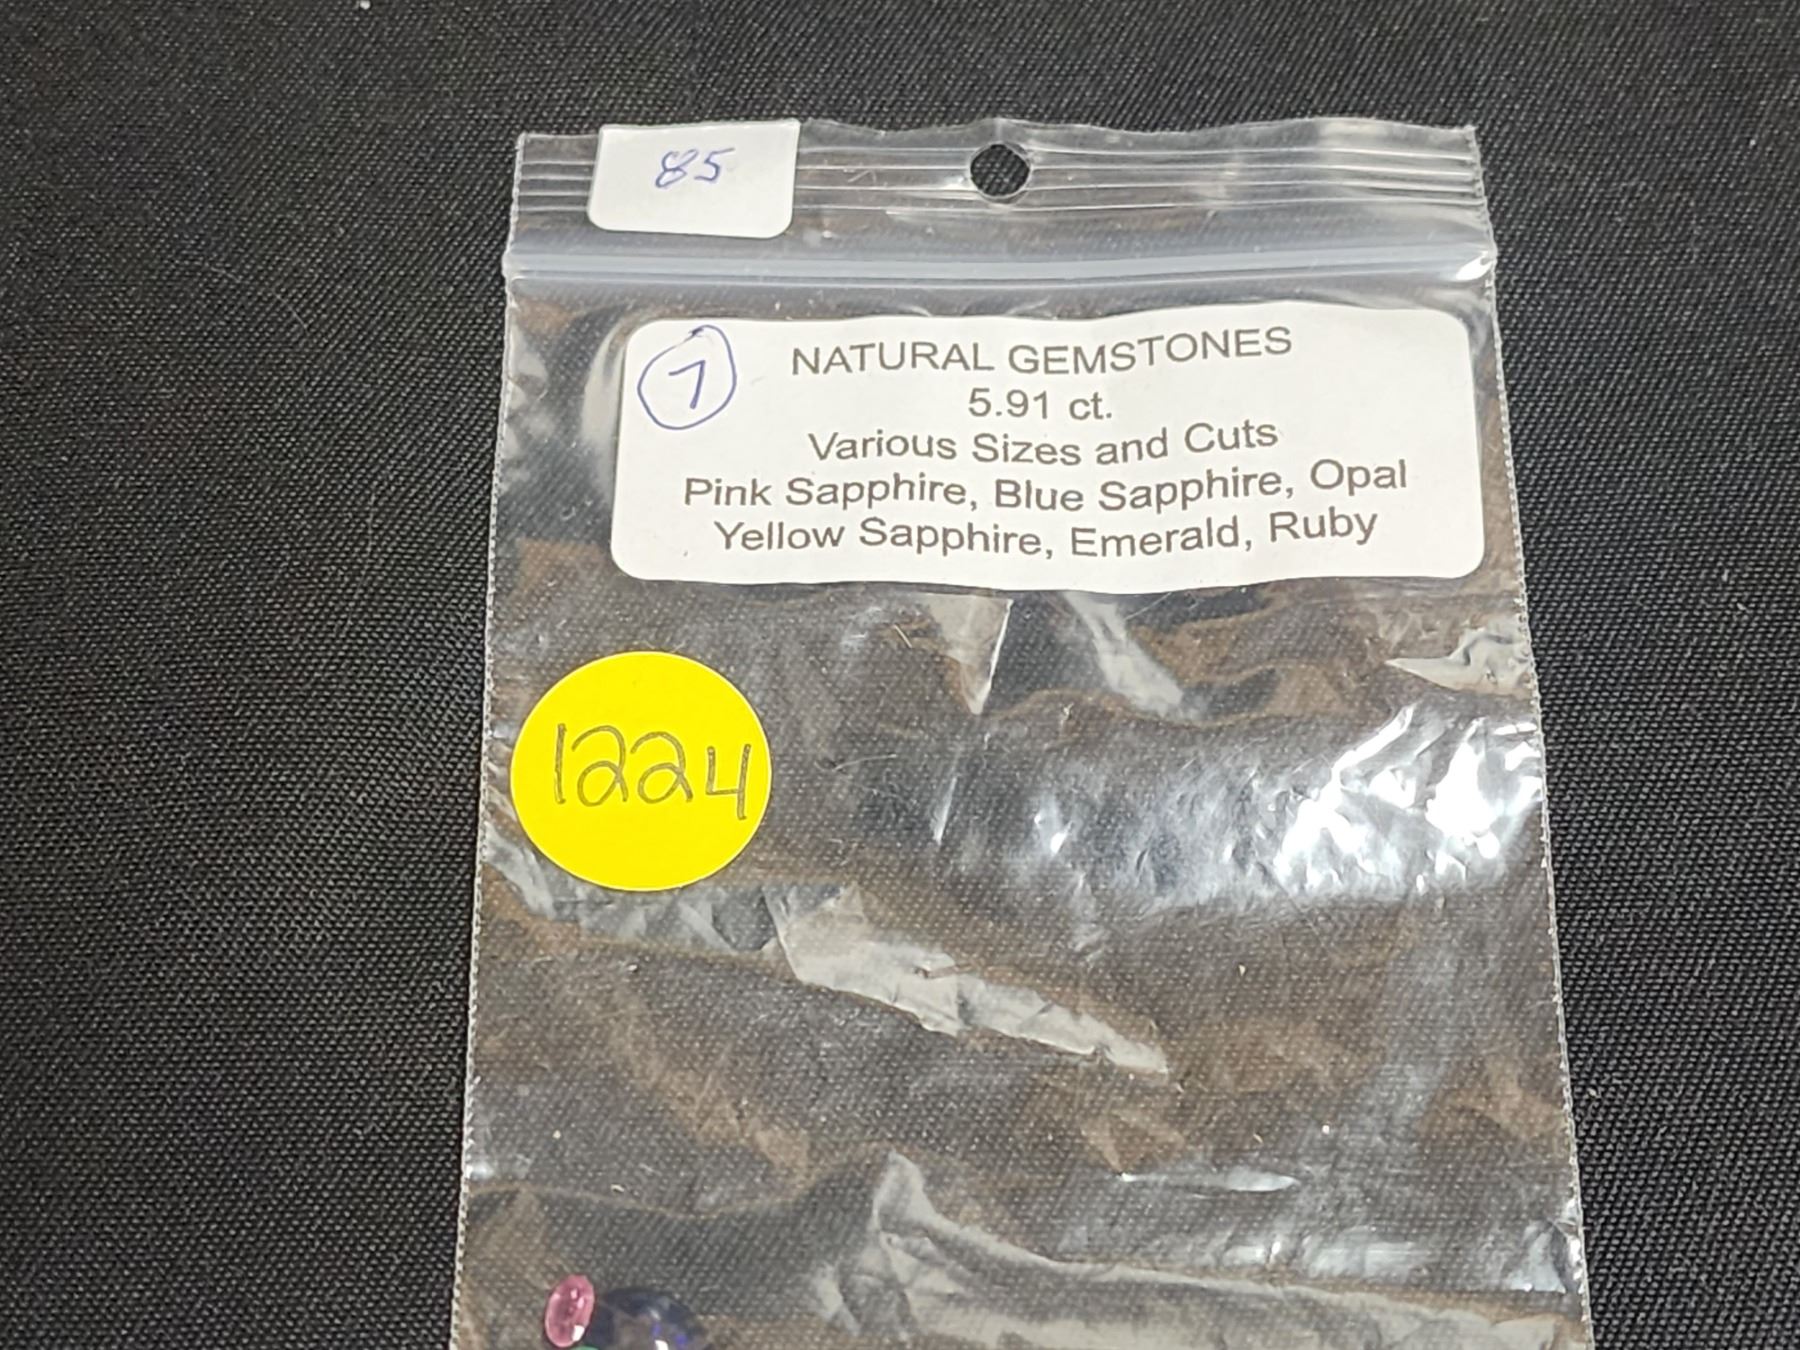 85
7
NATURAL GEMSTONES
5.91 ct.
Various Sizes and Cuts
Pink Sapphire, Blue Sapphire, Opal
Yellow Sapphire, Emerald, Ruby
1224